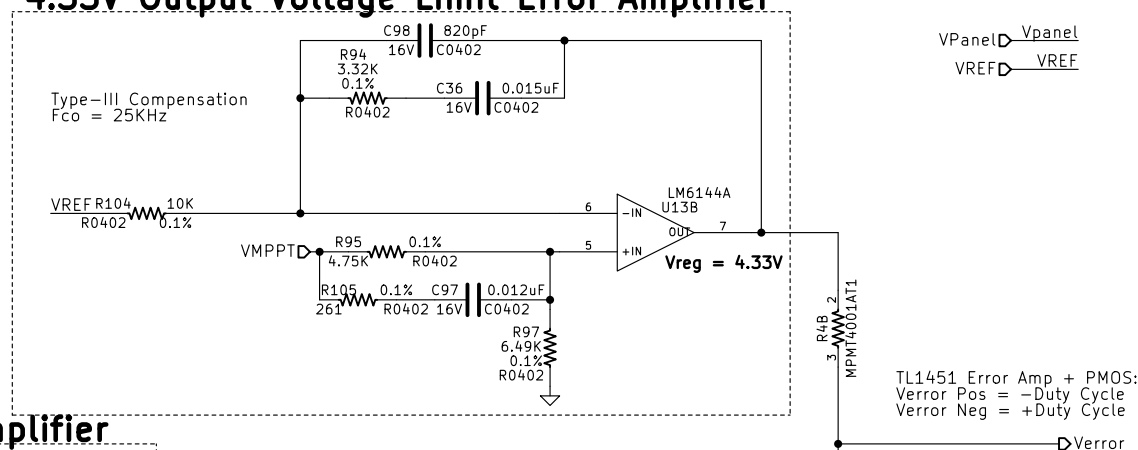 4.33V Output Voltage Limit Error Amplifier
C98 820pF
16V C0402
R94
3.32K
0.1%
R0402
C36 0.015uF
16V C0402
Type-III Compensation
Fco = 25KHz
VPanel Vpanel
VREF VREF
VREF R104 10K
R0402 0.1%
LM6144A
U13B
6 -IN
OUT 7
5 +IN
Vreg = 4.33V
VMPPT R95 0.1%
4.75K R0402
R105 0.1% C97 0.012uF
261 R0402 16V C0402
R97
6.49K
0.1%
R0402
2
R4B
3
MPMT4001AT1
TL1451 Error Amp + PMOS:
Verror Pos = -Duty Cycle
Verror Neg = +Duty Cycle
plifier
Verror